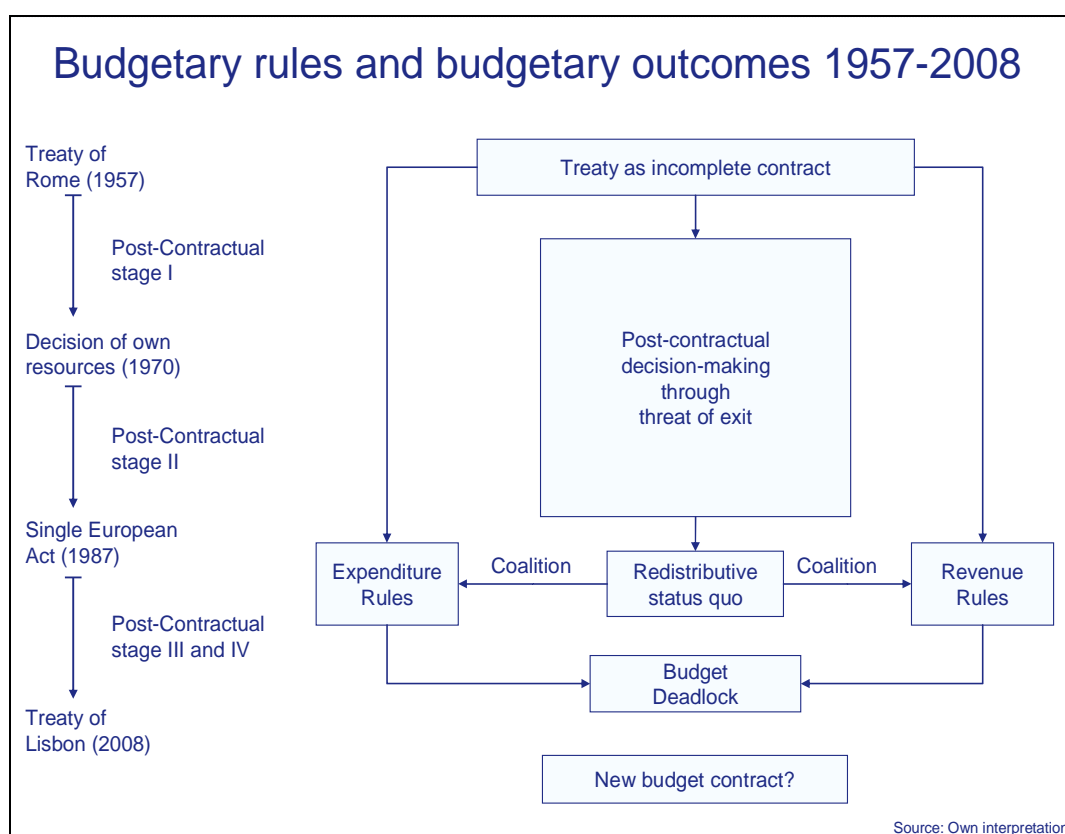 Budgetary rules and budgetary outcomes 1957-2008
Treaty of
Rome (1957)
Post-Contractual
stage I
Decision of own
resources (1970)
Post-Contractual
stage II
Single European
Act (1987)
Post-Contractual
stage III and IV
Treaty of
Lisbon (2008)
Treaty as incomplete contract
Post-contractual
decision-making
through
threat of exit
Expenditure
Rules
Coalition
Redistributive
status quo
Coalition
Revenue
Rules
Budget
Deadlock
New budget contract?
Source: Own interpretation